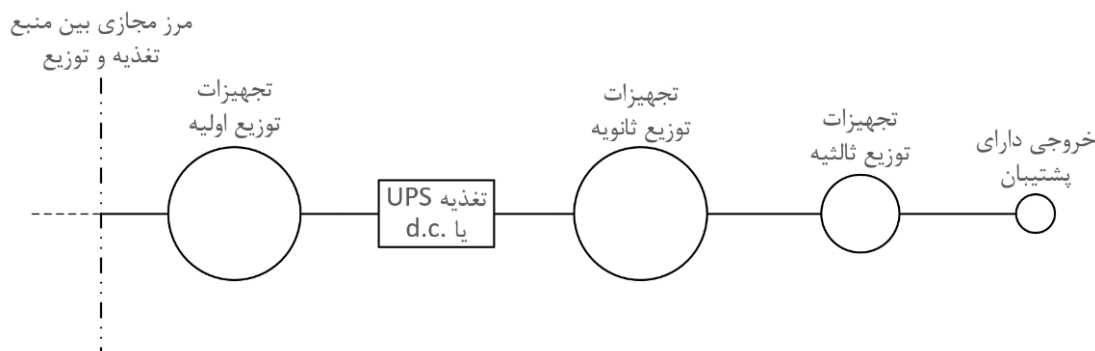 مرز مجازی بین منبع
تغذیه و توزیع
تجهیزات
توزیع اولیه
تغذیه UPS
یا d.c.
تجهیزات
توزیع ثانویه
تجهیزات
توزیع ثالثیه
خروجی دارای
پشتیبان